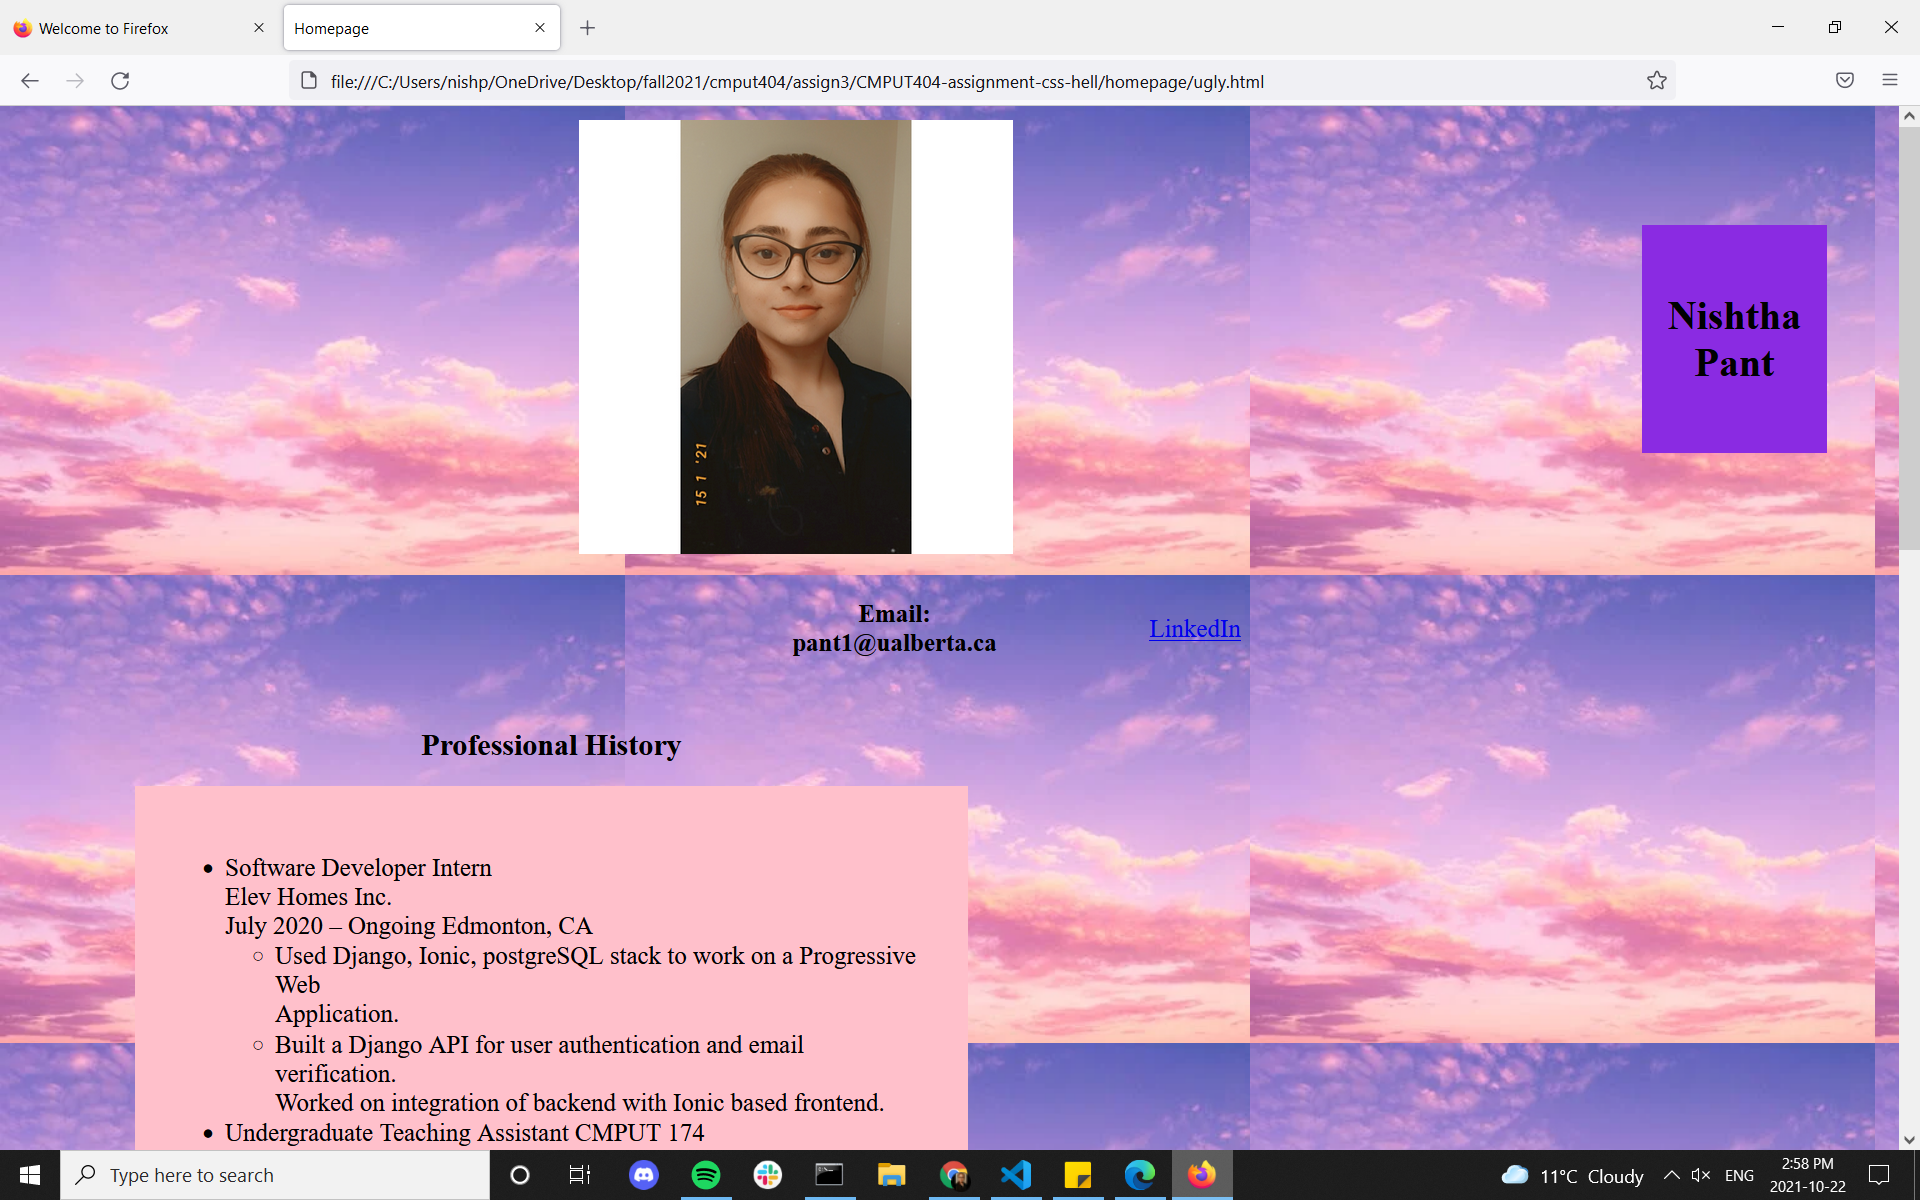 Welcome to Firefox
Homepage
file:///C:/Users/nishp/OneDrive/Desktop/fall2021/cmput404/assign3/CMPUT404-assignment-css-hell/homepage/ugly.html
15 1 '21
Nishtha
Pant
Email:
pant1@ualberta.ca
LinkedIn
Professional History
Software Developer Intern
Elev Homes Inc.
July 2020 – Ongoing Edmonton, CA
Used Django, Ionic, postgreSQL stack to work on a Progressive
Web
Application.
Built a Django API for user authentication and email
verification.
Worked on integration of backend with Ionic based frontend.
Undergraduate Teaching Assistant CMPUT 174
Type here to search
11°C Cloudy
ENG
2:58 PM
2021-10-22